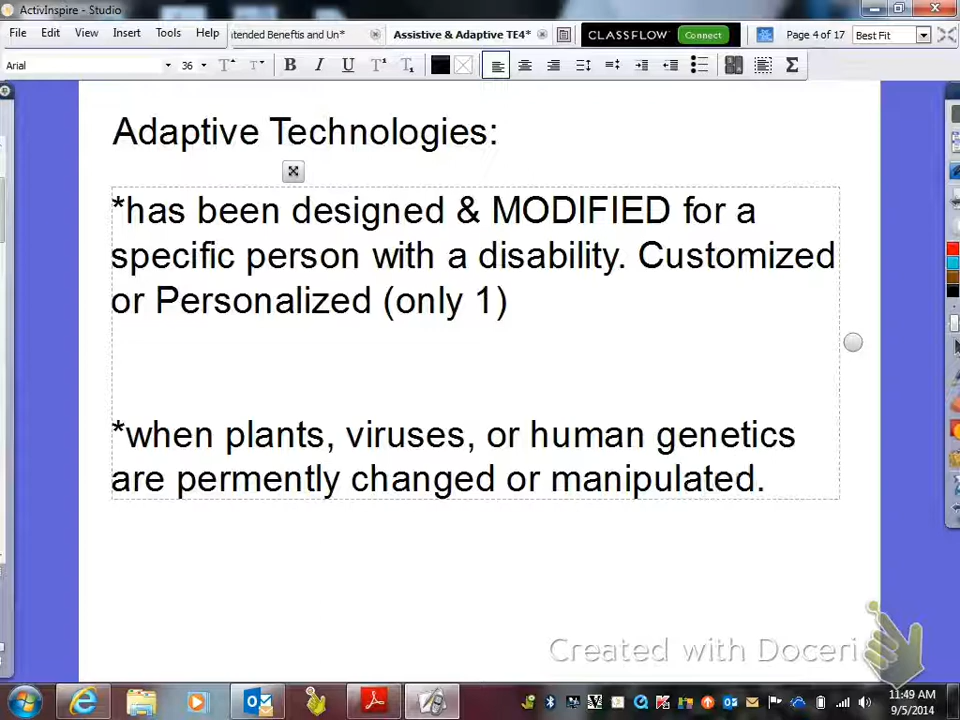 ActivInspire - Studio
File Edit View Insert Tools Help tended Beneftis and Un* Assistive & Adaptive TE4* CLASSFLOW Connect Page 4 of 17 Best Fit
Arial 36 B I U T T
Adaptive Technologies:
*has been designed & MODIFIED for a
specific person with a disability. Customized
or Personalized (only 1)
*when plants, viruses, or human genetics
are permently changed or manipulated.
Created with Doceri
11:49 AM
9/5/2014